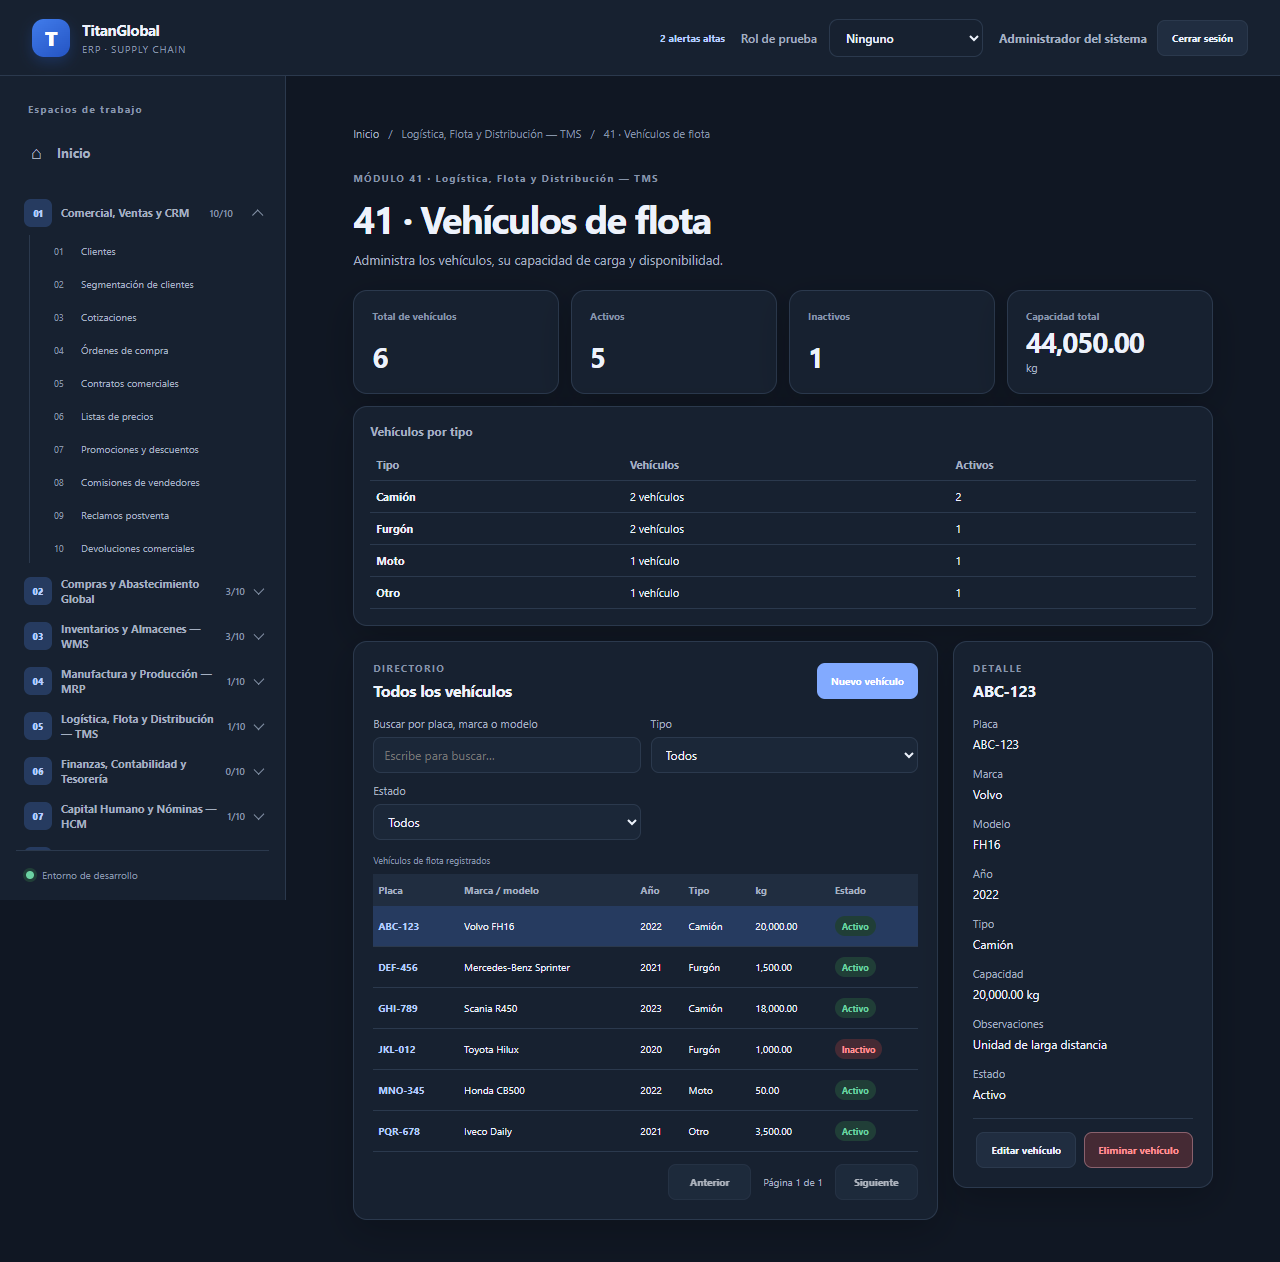 T
TitanGlobal
ERP · SUPPLY CHAIN
2 alertas altas
Rol de prueba
Ninguno
Administrador del sistema
Cerrar sesión
Espacios de trabajo
Inicio
01 Comercial, Ventas y CRM 10/10
01 Clientes
02 Segmentación de clientes
03 Cotizaciones
04 Órdenes de compra
05 Contratos comerciales
06 Listas de precios
07 Promociones y descuentos
08 Comisiones de vendedores
09 Reclamos postventa
10 Devoluciones comerciales
02 Compras y Abastecimiento Global 3/10
03 Inventarios y Almacenes — WMS 3/10
04 Manufactura y Producción — MRP 1/10
05 Logística, Flota y Distribución — TMS 1/10
06 Finanzas, Contabilidad y Tesorería 0/10
07 Capital Humano y Nóminas — HCM 1/10
Entorno de desarrollo
Inicio / Logística, Flota y Distribución — TMS / 41 · Vehículos de flota
MÓDULO 41 · Logística, Flota y Distribución — TMS
41 · Vehículos de flota
Administra los vehículos, su capacidad de carga y disponibilidad.
Total de vehículos
6
Activos
5
Inactivos
1
Capacidad total
44,050.00
kg
Vehículos por tipo
Tipo Vehículos Activos
Camión 2 vehículos 2
Furgón 2 vehículos 1
Moto 1 vehículo 1
Otro 1 vehículo 1
DIRECTORIO
Todos los vehículos
Nuevo vehículo
Buscar por placa, marca o modelo
Escribe para buscar...
Tipo
Todos
Estado
Todos
Vehículos de flota registrados
Placa Marca / modelo Año Tipo kg Estado
ABC-123 Volvo FH16 2022 Camión 20,000.00 Activo
DEF-456 Mercedes-Benz Sprinter 2021 Furgón 1,500.00 Activo
GHI-789 Scania R450 2023 Camión 18,000.00 Activo
JKL-012 Toyota Hilux 2020 Furgón 1,000.00 Inactivo
MNO-345 Honda CB500 2022 Moto 50.00 Activo
PQR-678 Iveco Daily 2021 Otro 3,500.00 Activo
Anterior Página 1 de 1 Siguiente
DETALLE
ABC-123
Placa
ABC-123
Marca
Volvo
Modelo
FH16
Año
2022
Tipo
Camión
Capacidad
20,000.00 kg
Observaciones
Unidad de larga distancia
Estado
Activo
Editar vehículo
Eliminar vehículo